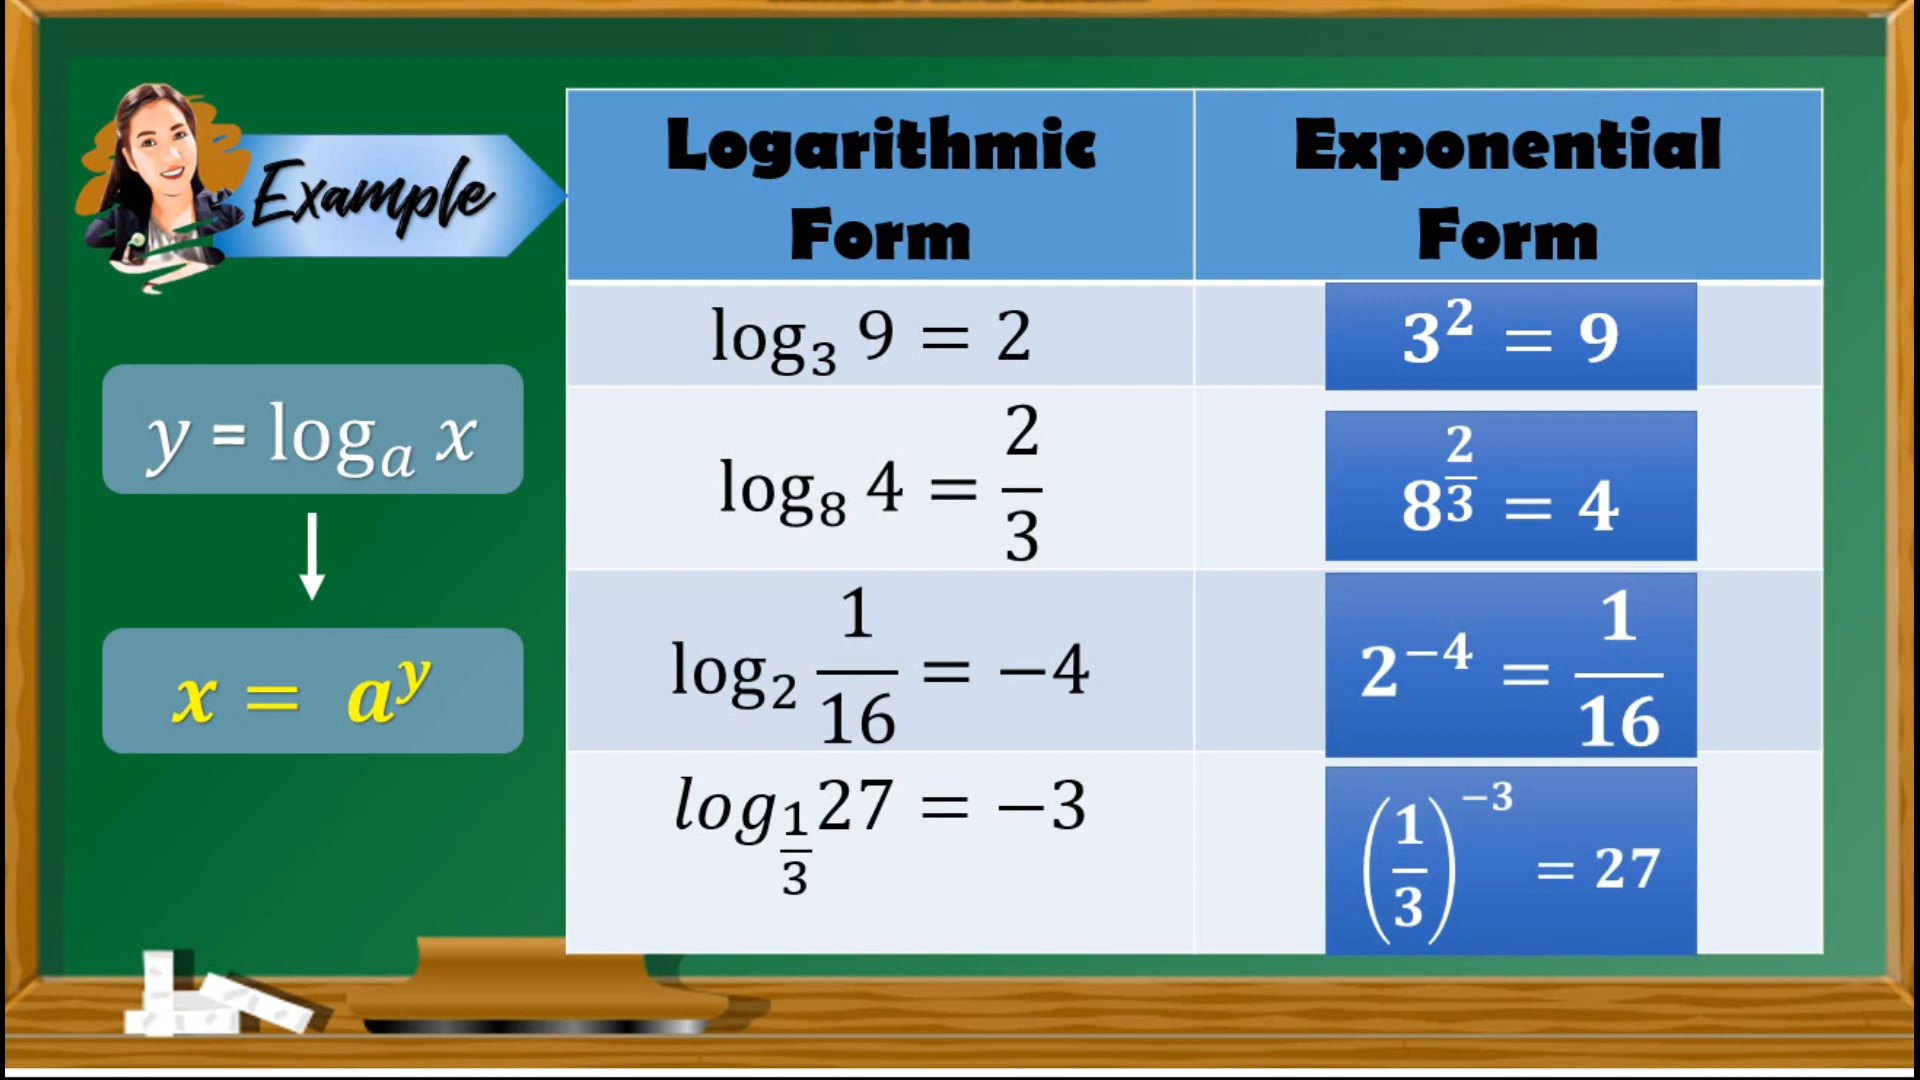 Example
Logarithmic
Form
Exponential
Form
y = logₐ x
x = a^y
log₃ 9 = 2
3² = 9
log₈ 4 = 2/3
8^(2/3) = 4
log₂ 1/16 = −4
2⁻⁴ = 1/16
log_(1/3) 27 = −3
(1/3)⁻³ = 27